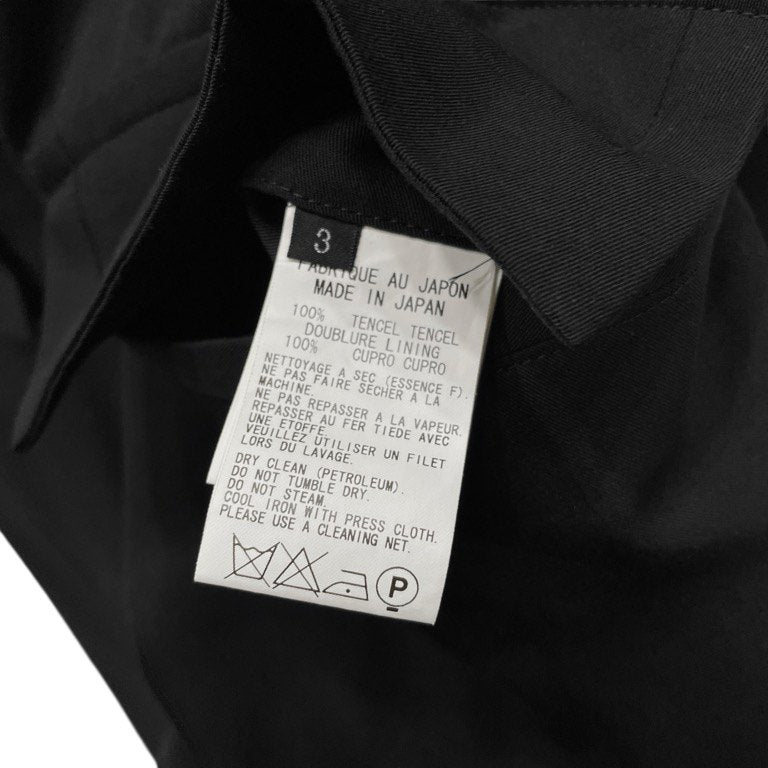 3
FABRIQUE AU JAPON
MADE IN JAPAN
100% TENCEL TENCEL
DOUBLURE LINING
100% CUPRO CUPRO
NETTOYAGE A SEC (ESSENCE F).
NE PAS FAIRE SECHER A LA
MACHINE.
NE PAS REPASSER A LA VAPEUR.
REPASSER AU FER TIEDE AVEC
UNE ETOFFE.
VEUILLEZ UTILISER UN FILET
LORS DU LAVAGE.
DRY CLEAN (PETROLEUM).
DO NOT TUMBLE DRY.
DO NOT STEAM.
COOL IRON WITH PRESS CLOTH.
PLEASE USE A CLEANING NET.
P